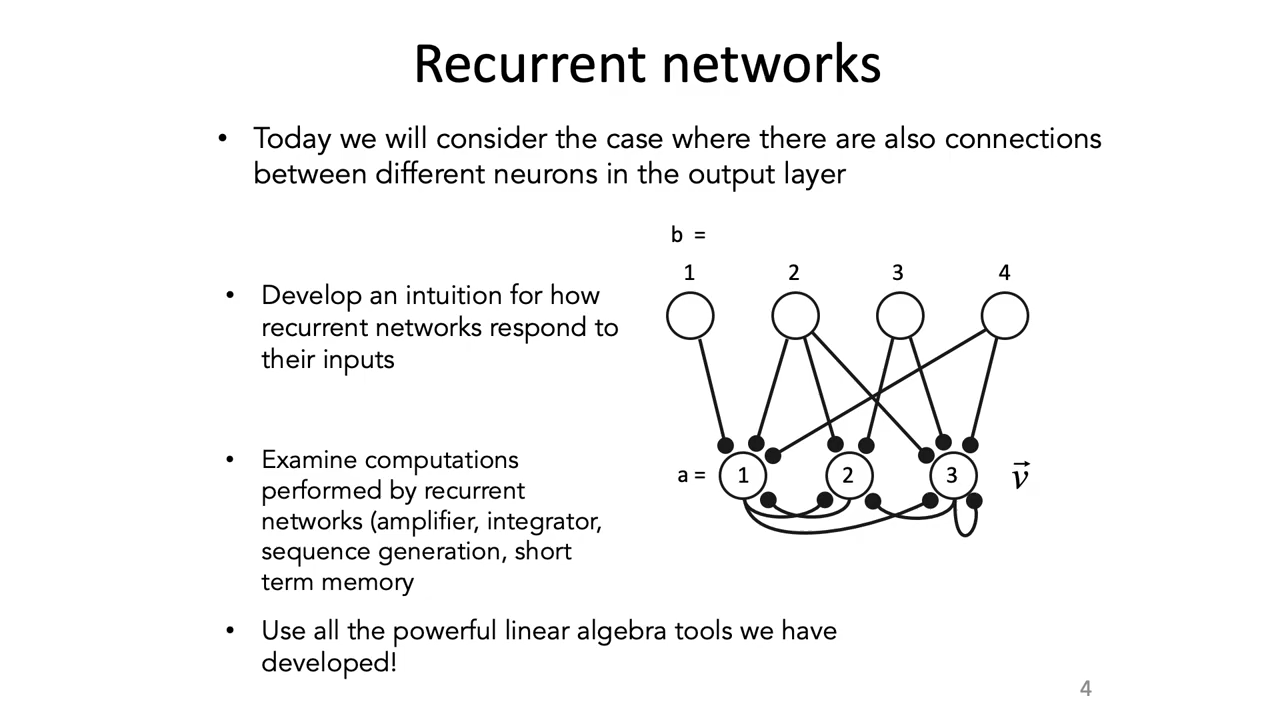 Recurrent networks
• Today we will consider the case where there are also connections
between different neurons in the output layer
b =
1 2 3 4
• Develop an intuition for how
recurrent networks respond to
their inputs
• Examine computations
performed by recurrent
networks (amplifier, integrator,
sequence generation, short
term memory
a = 1 2 3 v⃗
• Use all the powerful linear algebra tools we have
developed!
4